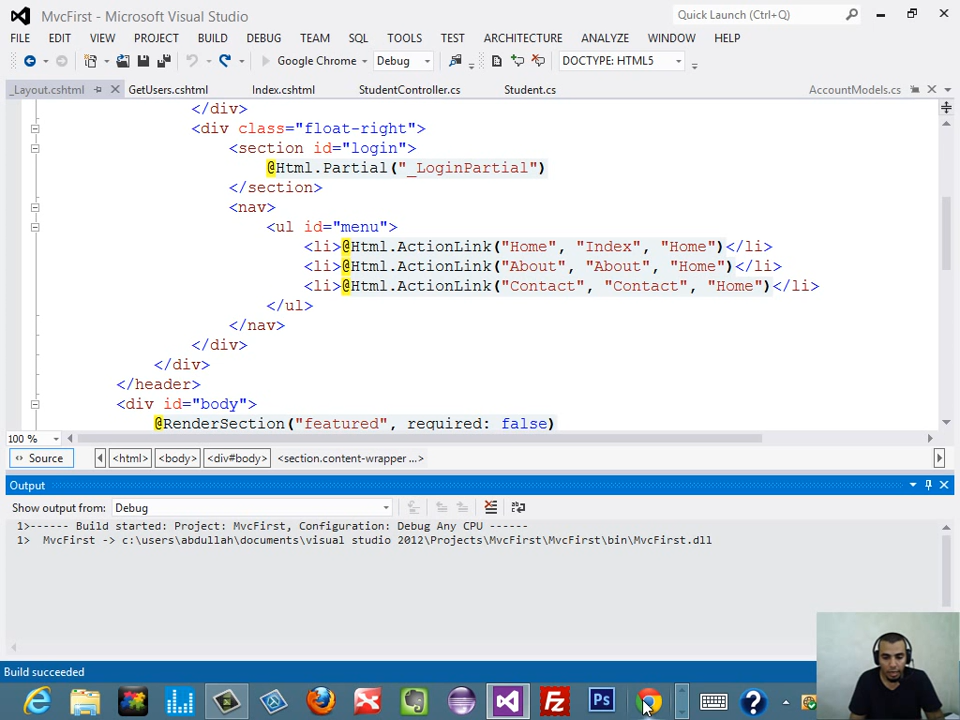 MvcFirst - Microsoft Visual Studio
Quick Launch (Ctrl+Q)
FILE EDIT VIEW PROJECT BUILD DEBUG TEAM SQL TOOLS TEST ARCHITECTURE ANALYZE WINDOW HELP
Google Chrome Debug DOCTYPE: HTML5
_Layout.cshtml GetUsers.cshtml Index.cshtml StudentController.cs Student.cs AccountModels.cs
</div>
<div class="float-right">
<section id="login">
@Html.Partial("_LoginPartial")
</section>
<nav>
<ul id="menu">
<li>@Html.ActionLink("Home", "Index", "Home")</li>
<li>@Html.ActionLink("About", "About", "Home")</li>
<li>@Html.ActionLink("Contact", "Contact", "Home")</li>
</ul>
</nav>
</div>
</div>
</header>
<div id="body">
@RenderSection("featured", required: false)
100 %
Source <html> <body> <div#body> <section.content-wrapper ...>
Output
Show output from: Debug
1>------ Build started: Project: MvcFirst, Configuration: Debug Any CPU ------
1> MvcFirst -> c:\users\abdullah\documents\visual studio 2012\Projects\MvcFirst\MvcFirst\bin\MvcFirst.dll
Build succeeded
Fz Ps ?